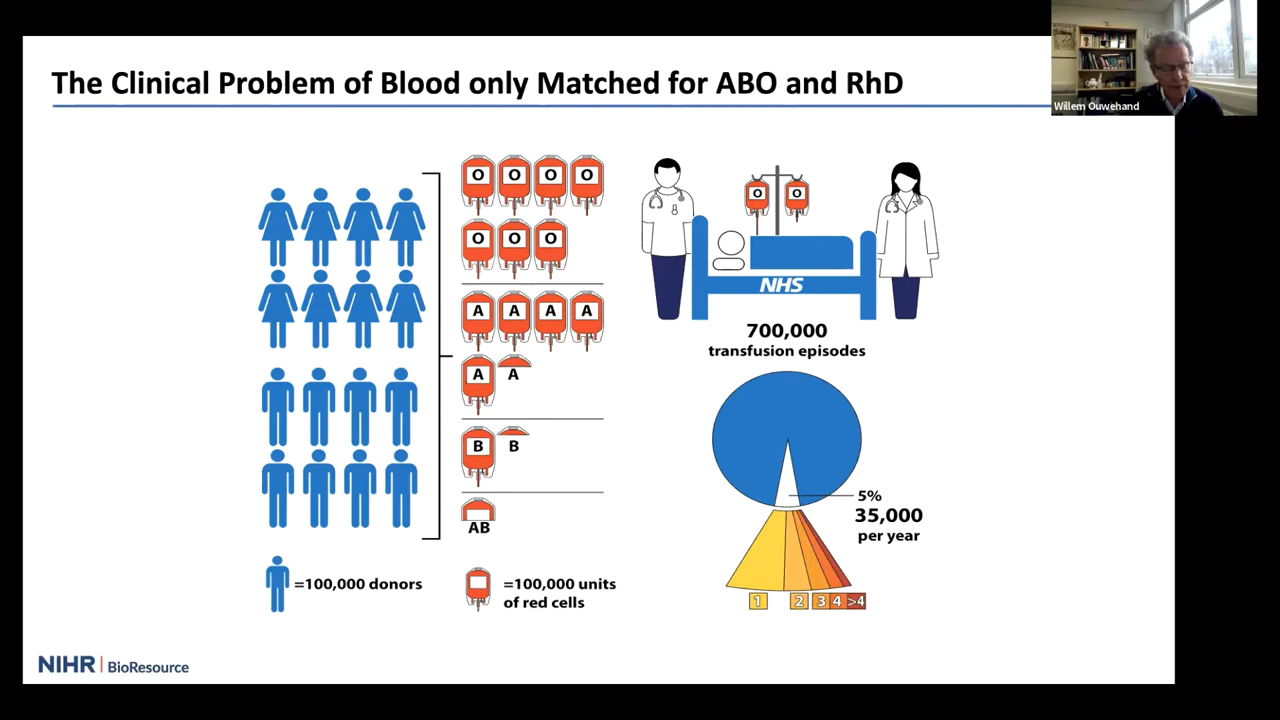 The Clinical Problem of Blood only Matched for ABO and RhD
Willem Ouwehand
O O O O
O O O
A A A A
A A
B B
AB
=100,000 donors
=100,000 units
of red cells
O O
NHS
700,000
transfusion episodes
5%
35,000
per year
1 2 3 4 >4
NIHR | BioResource